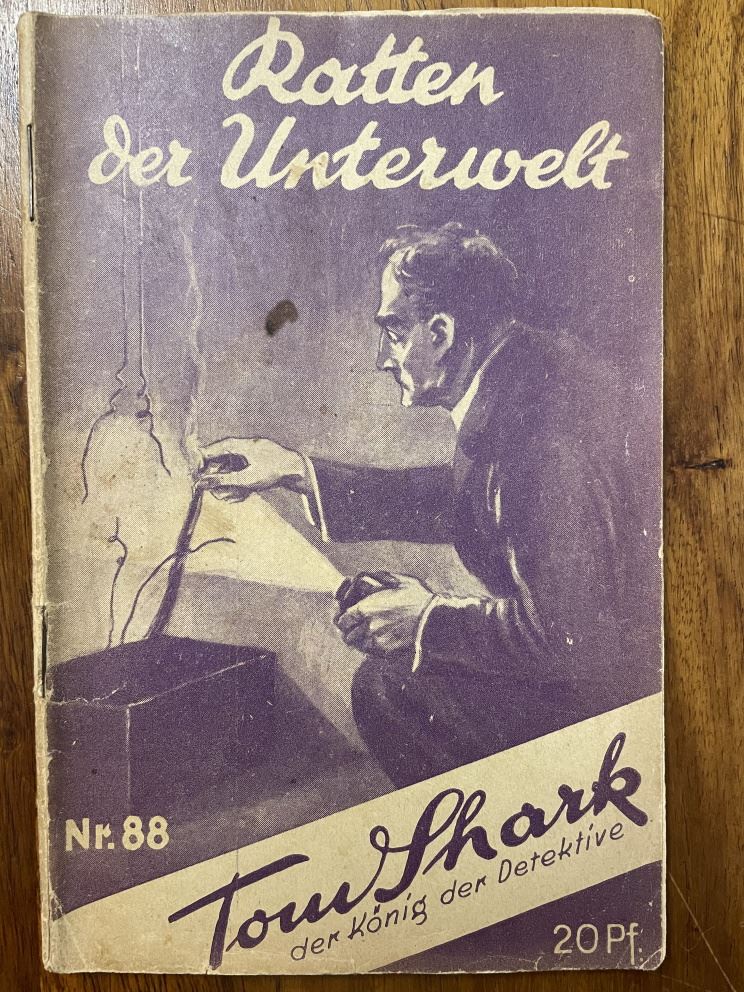 Ratten
der Unterwelt
Nr. 88
Tom Shark
der König der Detektive
20 Pf.